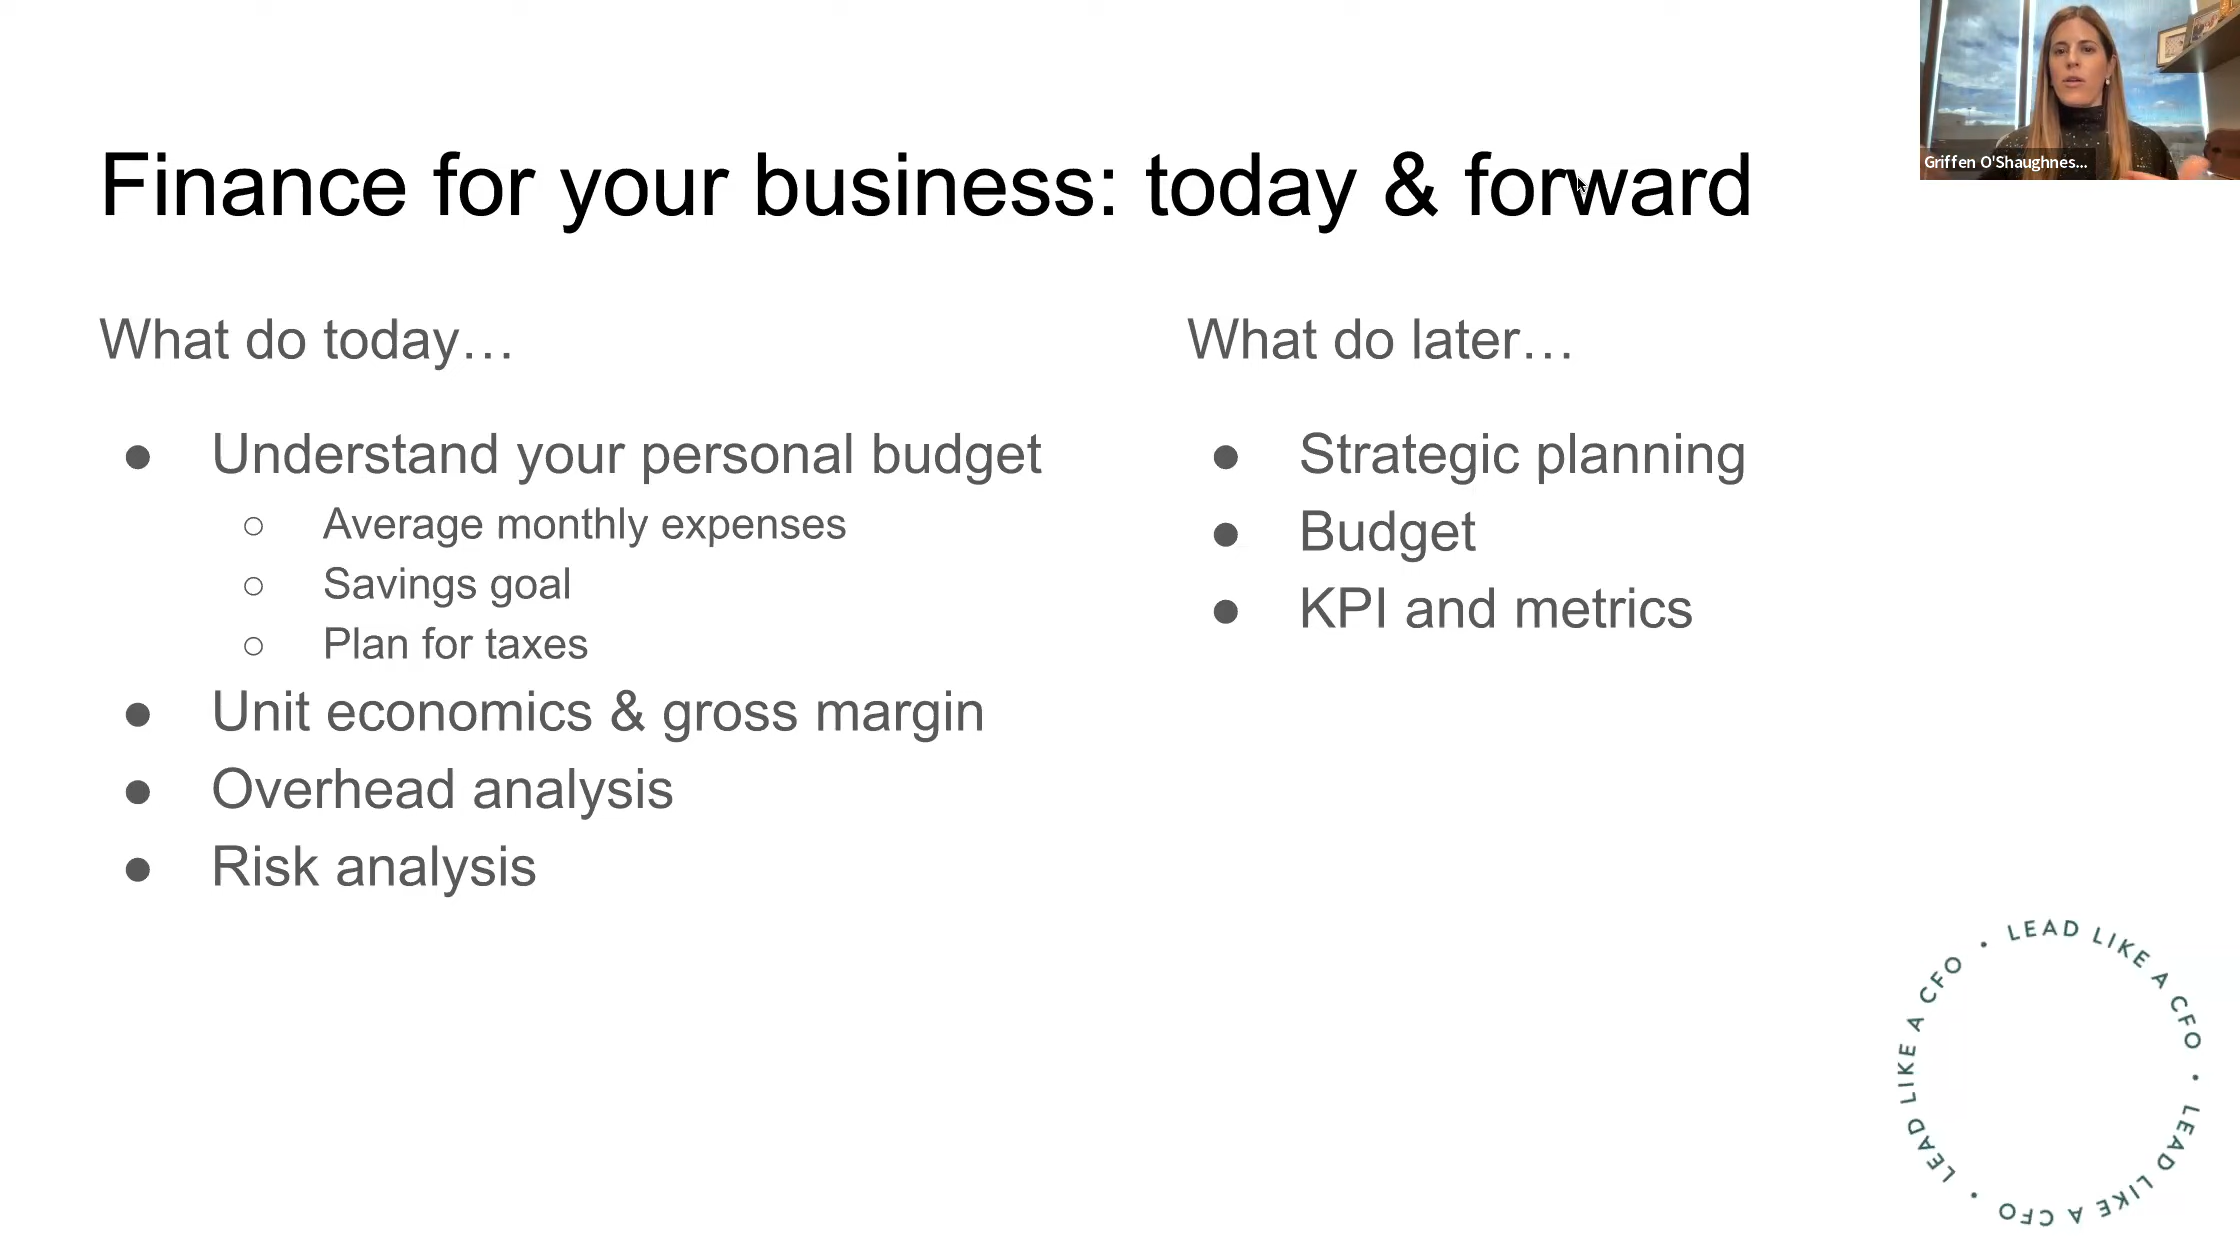 Finance for your business: today & forward
Griffen O'Shaughnes...
What do today…
● Understand your personal budget
○ Average monthly expenses
○ Savings goal
○ Plan for taxes
● Unit economics & gross margin
● Overhead analysis
● Risk analysis
What do later…
● Strategic planning
● Budget
● KPI and metrics
• LEAD LIKE A CFO • LEAD LIKE A CFO • LEAD LIKE A CFO